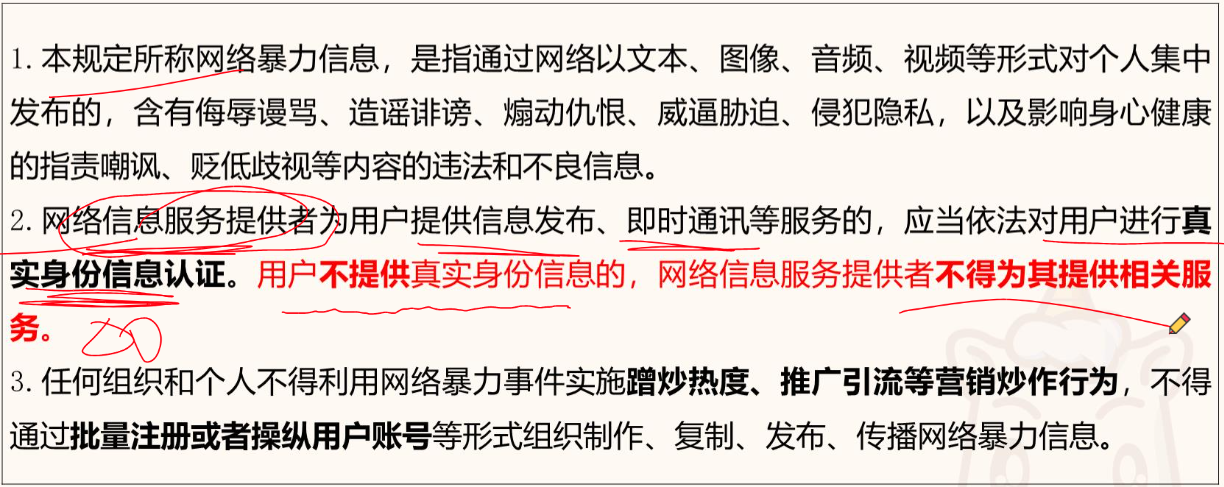 1. 本规定所称网络暴力信息，是指通过网络以文本、图像、音频、视频等形式对个人集中
发布的，含有侮辱谩骂、造谣诽谤、煽动仇恨、威逼胁迫、侵犯隐私，以及影响身心健康
的指责嘲讽、贬低歧视等内容的违法和不良信息。
2. 网络信息服务提供者为用户提供信息发布、即时通讯等服务的，应当依法对用户进行真
实身份信息认证。用户不提供真实身份信息的，网络信息服务提供者不得为其提供相关服
务。
3. 任何组织和个人不得利用网络暴力事件实施蹭炒热度、推广引流等营销炒作行为，不得
通过批量注册或者操纵用户账号等形式组织制作、复制、发布、传播网络暴力信息。